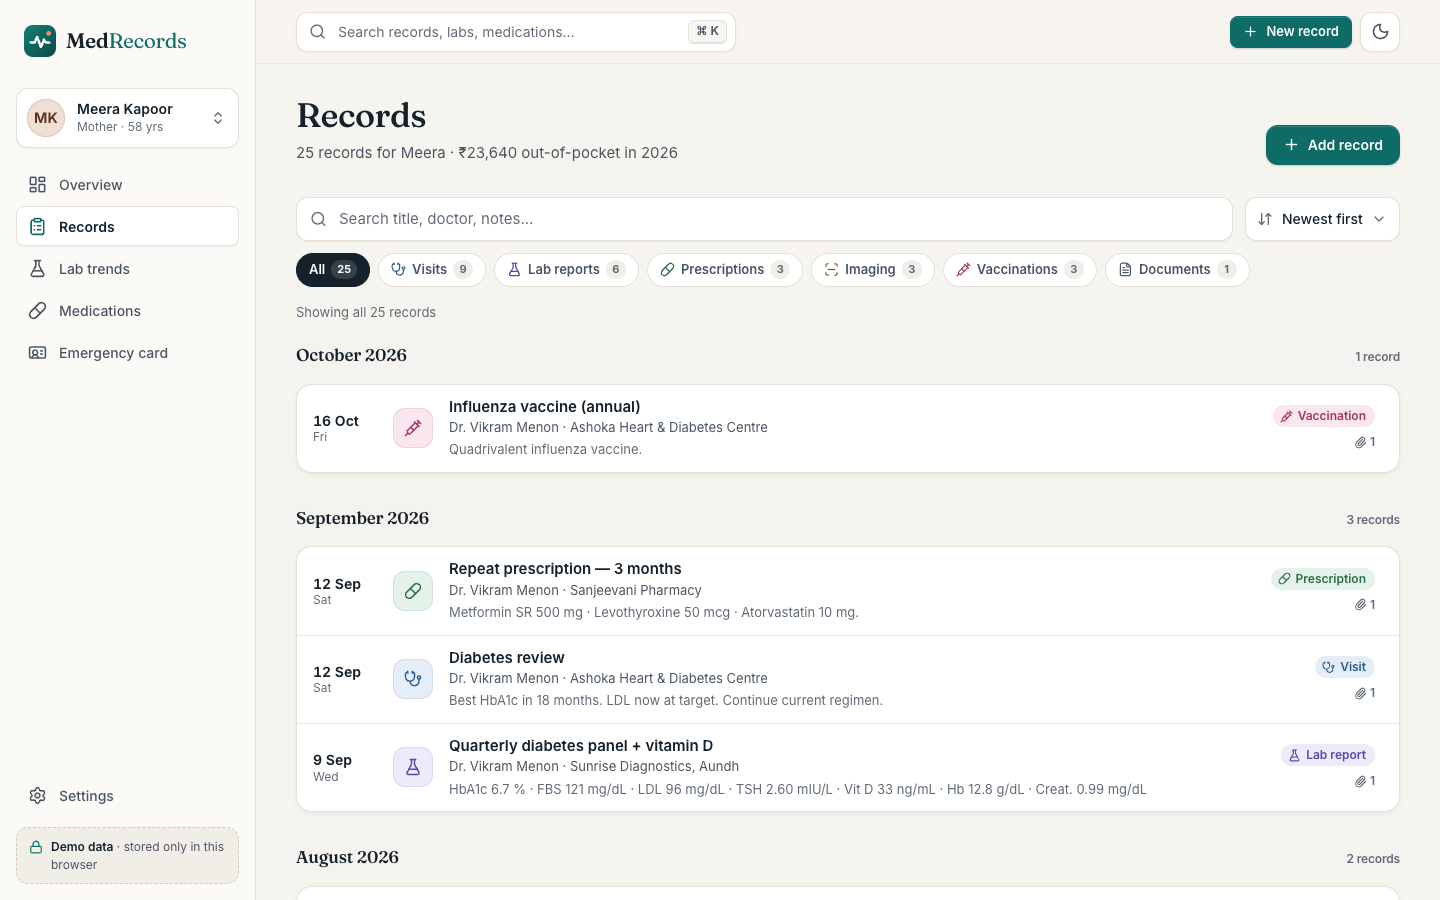 MedRecords
Search records, labs, medications...
⌘ K
New record
MK
Meera Kapoor
Mother · 58 yrs
Overview
Records
Lab trends
Medications
Emergency card
Settings
Demo data · stored only in this
browser
Records
25 records for Meera · ₹23,640 out-of-pocket in 2026
Add record
Search title, doctor, notes...
Newest first
All 25
Visits 9
Lab reports 6
Prescriptions 3
Imaging 3
Vaccinations 3
Documents 1
Showing all 25 records
October 2026
1 record
16 Oct
Fri
Influenza vaccine (annual)
Dr. Vikram Menon · Ashoka Heart & Diabetes Centre
Quadrivalent influenza vaccine.
Vaccination
1
September 2026
3 records
12 Sep
Sat
Repeat prescription — 3 months
Dr. Vikram Menon · Sanjeevani Pharmacy
Metformin SR 500 mg · Levothyroxine 50 mcg · Atorvastatin 10 mg.
Prescription
1
12 Sep
Sat
Diabetes review
Dr. Vikram Menon · Ashoka Heart & Diabetes Centre
Best HbA1c in 18 months. LDL now at target. Continue current regimen.
Visit
1
9 Sep
Wed
Quarterly diabetes panel + vitamin D
Dr. Vikram Menon · Sunrise Diagnostics, Aundh
HbA1c 6.7 % · FBS 121 mg/dL · LDL 96 mg/dL · TSH 2.60 mIU/L · Vit D 33 ng/mL · Hb 12.8 g/dL · Creat. 0.99 mg/dL
Lab report
1
August 2026
2 records